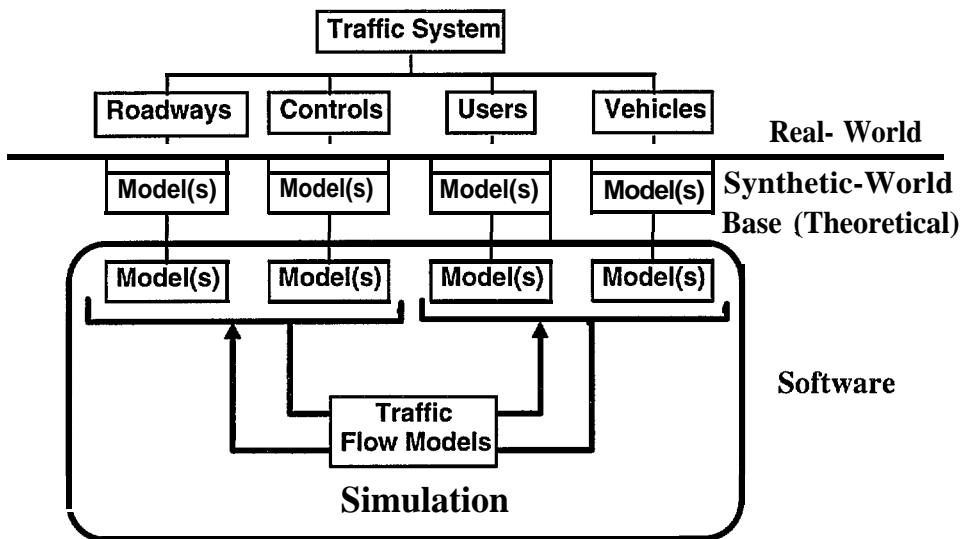 Traffic System
Roadways Controls Users Vehicles
Real- World
Model(s) Model(s) Model(s) Model(s)
Synthetic-World
Base (Theoretical)
Model(s) Model(s) Model(s) Model(s)
Software
Traffic
Flow Models
Simulation